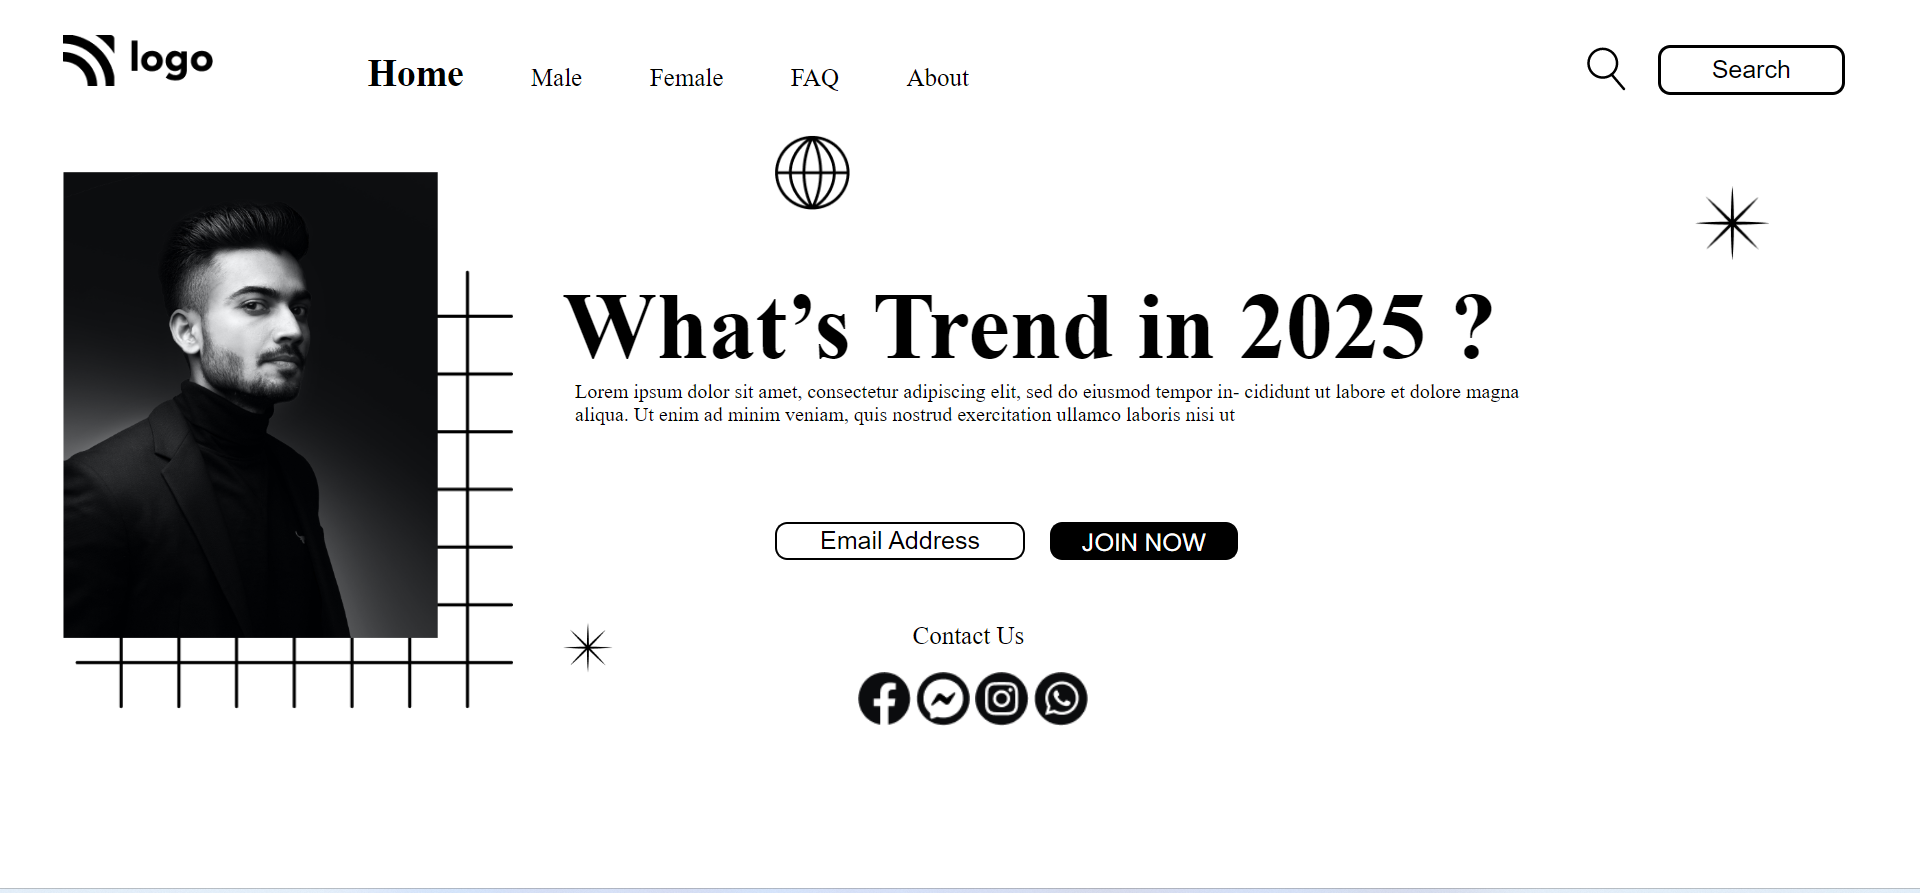 logo
Home Male Female FAQ About
Search
What’s Trend in 2025 ?
Lorem ipsum dolor sit amet, consectetur adipiscing elit, sed do eiusmod tempor in- cididunt ut labore et dolore magna
aliqua. Ut enim ad minim veniam, quis nostrud exercitation ullamco laboris nisi ut
Email Address
JOIN NOW
Contact Us